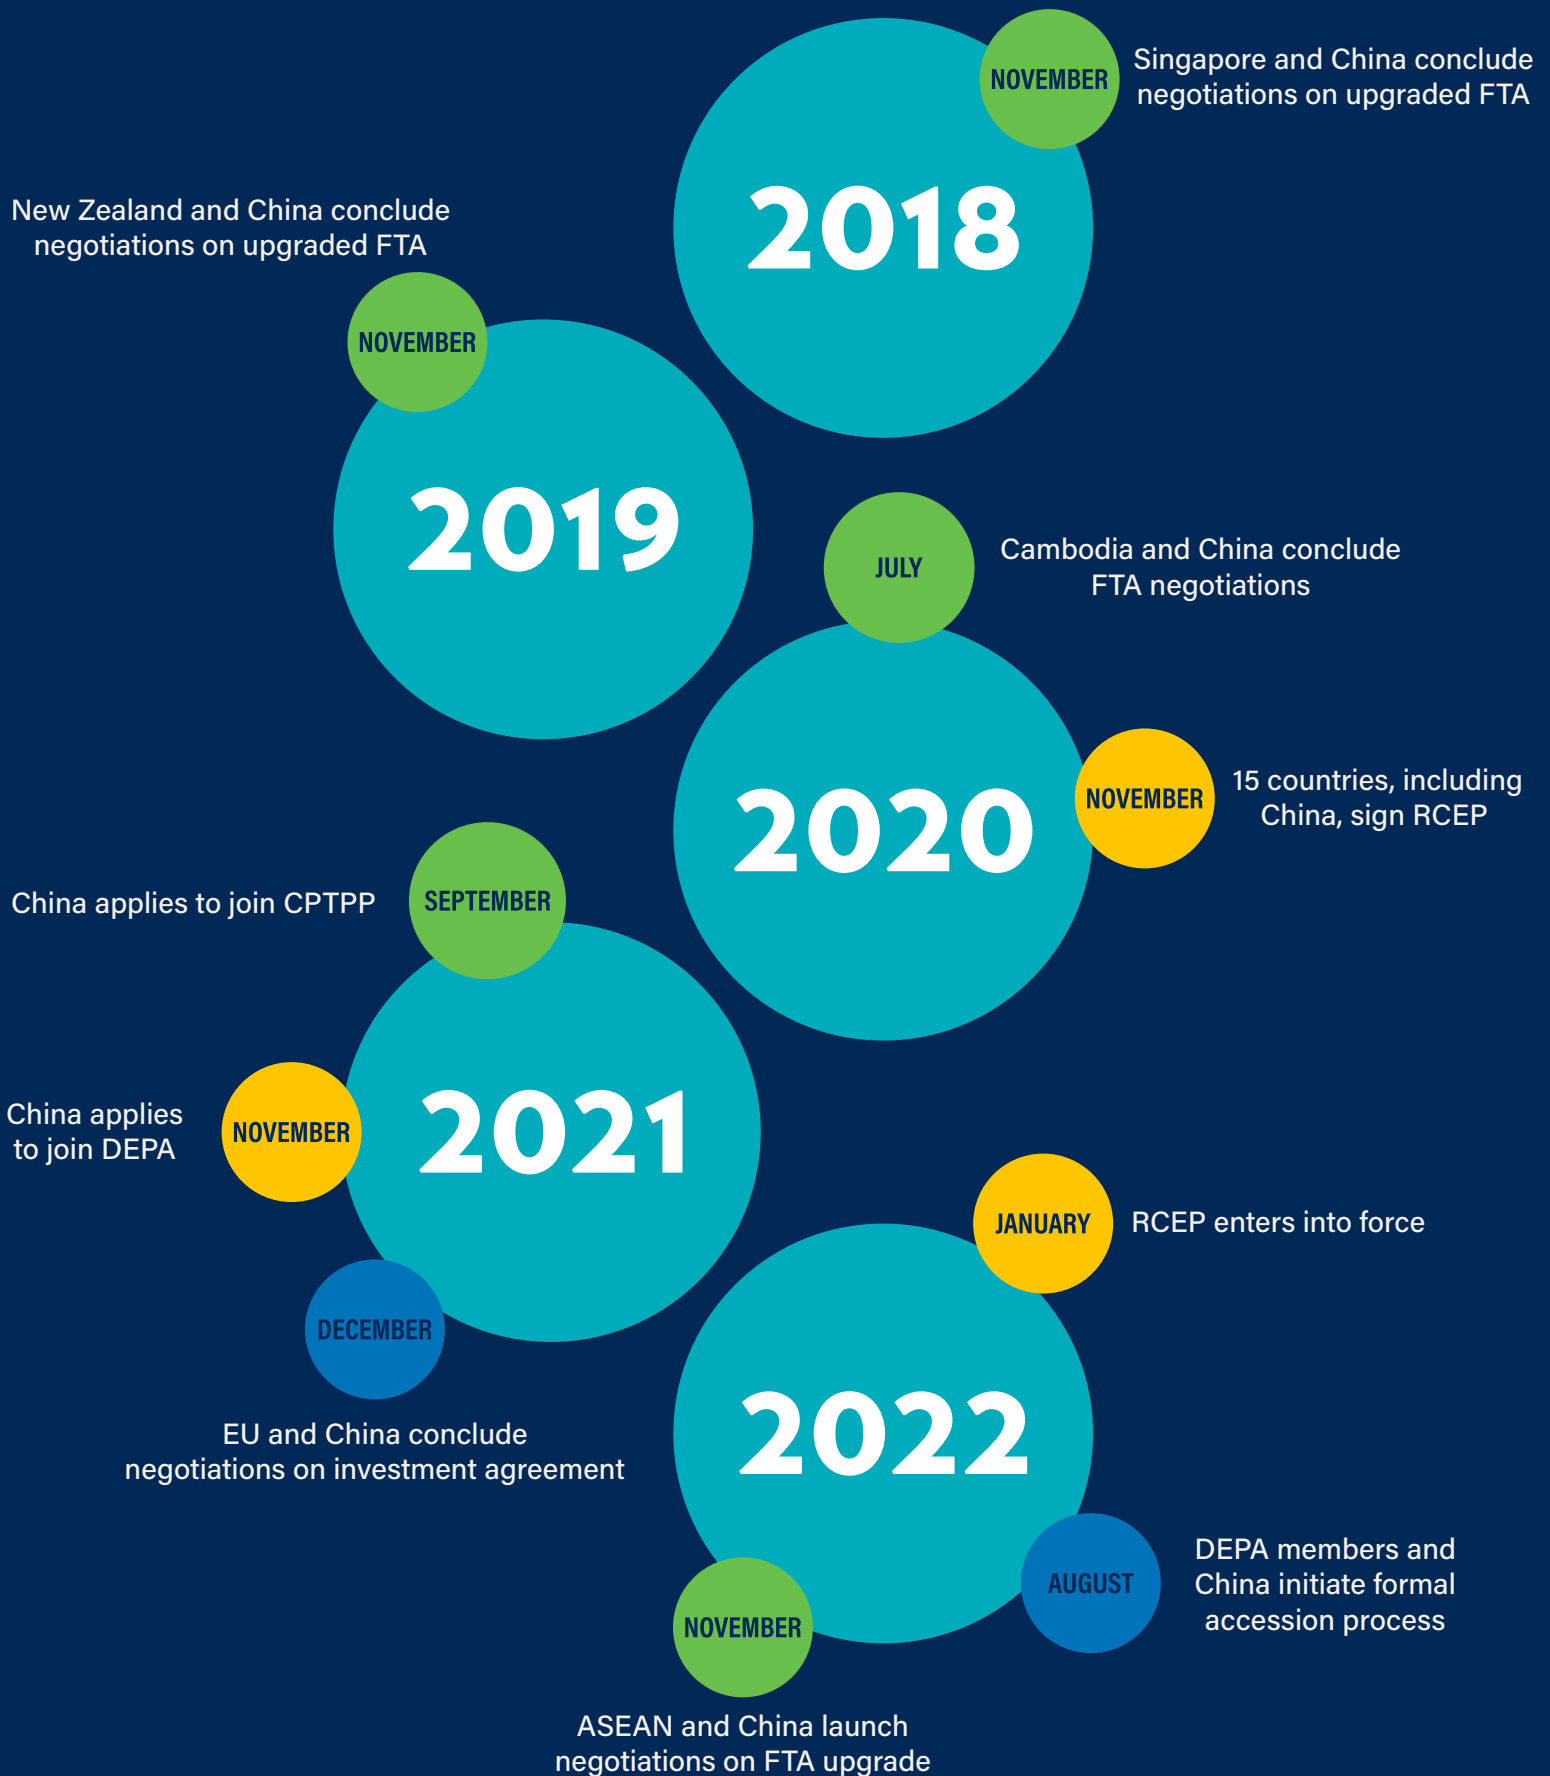 NOVEMBER
Singapore and China conclude
negotiations on upgraded FTA
2018
New Zealand and China conclude
negotiations on upgraded FTA
NOVEMBER
2019
JULY
Cambodia and China conclude
FTA negotiations
2020
NOVEMBER
15 countries, including
China, sign RCEP
China applies to join CPTPP
SEPTEMBER
2021
China applies
to join DEPA
NOVEMBER
DECEMBER
EU and China conclude
negotiations on investment agreement
JANUARY
RCEP enters into force
2022
AUGUST
DEPA members and
China initiate formal
accession process
NOVEMBER
ASEAN and China launch
negotiations on FTA upgrade